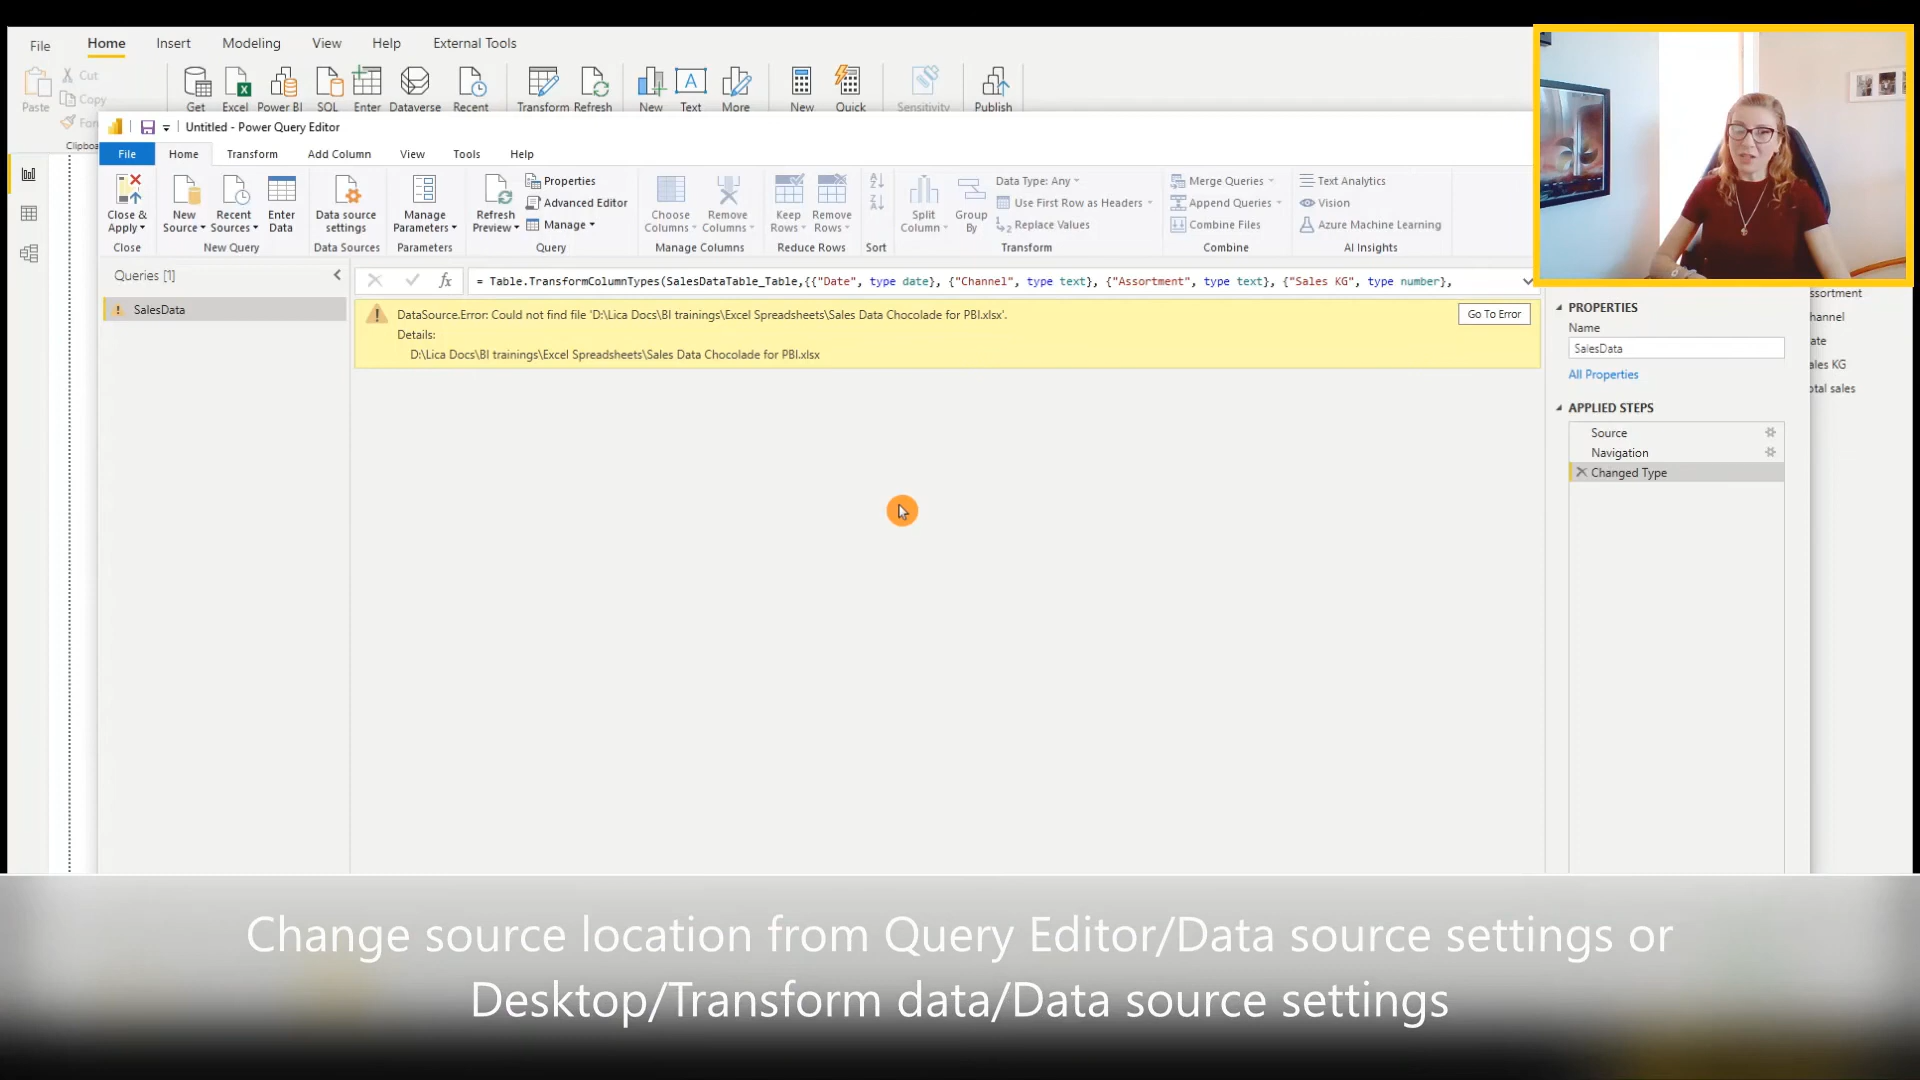 File Home Insert Modeling View Help External Tools
Cut
Copy
Paste
Get Excel Power BI SQL Enter Dataverse Recent Transform Refresh New Text More New Quick Sensitivity Publish
Untitled - Power Query Editor
File Home Transform Add Column View Tools Help
Close & Apply
New Source
Recent Sources
Enter Data
Data source settings
Manage Parameters
Refresh Preview
Properties
Advanced Editor
Manage
Choose Columns
Remove Columns
Keep Rows
Remove Rows
Split Column
Group By
Data Type: Any
Use First Row as Headers
Replace Values
Merge Queries
Append Queries
Combine Files
Text Analytics
Vision
Azure Machine Learning
Close New Query Data Sources Parameters Query Manage Columns Reduce Rows Sort Transform Combine AI Insights
Queries [1]
SalesData
fx = Table.TransformColumnTypes(SalesDataTable_Table,{{"Date", type date}, {"Channel", type text}, {"Assortment", type text}, {"Sales KG", type number},
DataSource.Error: Could not find file 'D:\Lica Docs\BI trainings\Excel Spreadsheets\Sales Data Chocolade for PBI.xlsx'.
Details:
D:\Lica Docs\BI trainings\Excel Spreadsheets\Sales Data Chocolade for PBI.xlsx
Go To Error
PROPERTIES
Name
SalesData
All Properties
APPLIED STEPS
Source
Navigation
Changed Type
ssortment
hannel
ate
ales KG
otal sales
Change source location from Query Editor/Data source settings or
Desktop/Transform data/Data source settings